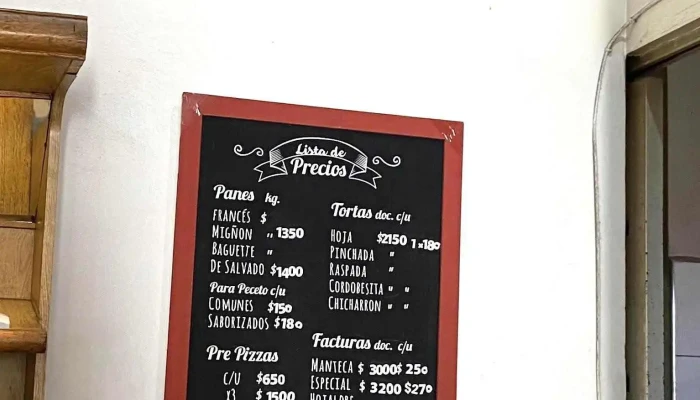 Lista de
Precios
Panes kg.
FRANCÉS $
MIGÑON ,, 1350
BAGUETTE "
DE SALVADO $1400
Para Peceto c/u
COMUNES $150
SABORIZADOS $180
Pre Pizzas
C/U $650
x3 $ 1500
Tortas doc. c/u
HOJA $2150 1x180
PINCHADA "
RASPADA "
CORDOBESITA " "
CHICHARRON " "
Facturas doc. c/u
MANTECA $ 3000 $ 250
ESPECIAL $ 3200 $270
HOJALDRE